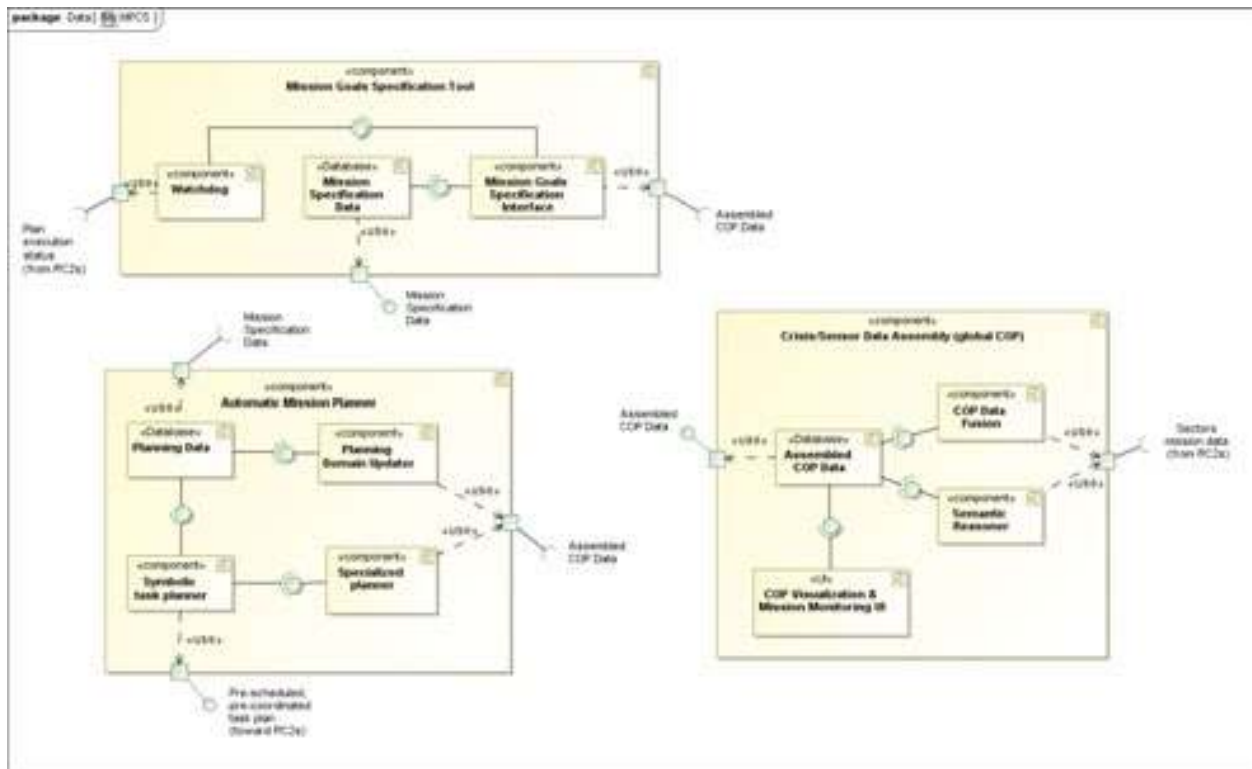 package Data[ MPCS ]
«component»
Mission Goals Specification Tool
«component»
Watchdog
«Database»
Mission
Specification
Data
«component»
Mission Goals
Specification
Interface
«use»
«use»
«use»
Plan
execution
status
(from RC2s)
Assembled
COP Data
Mission
Specification
Data
Mission
Specification
Data
«component»
Automatic Mission Planner
«use»
«Database»
Planning Data
«component»
Planning
Domain Updater
«use»
«use»
«component»
Symbolic
task planner
«component»
Specialized
planner
«use»
Assembled
COP Data
Pre-scheduled,
pre-coordinated
task plan
(toward RC2s)
«component»
Crisis/Sensor Data Assembly (global COP)
Assembled
COP Data
«use»
«Database»
Assembled
COP Data
«component»
COP Data
Fusion
«use»
«use»
«component»
Semantic
Reasoner
«UI»
COP Visualization &
Mission Monitoring UI
Sectors
mission data
(from RC2s)